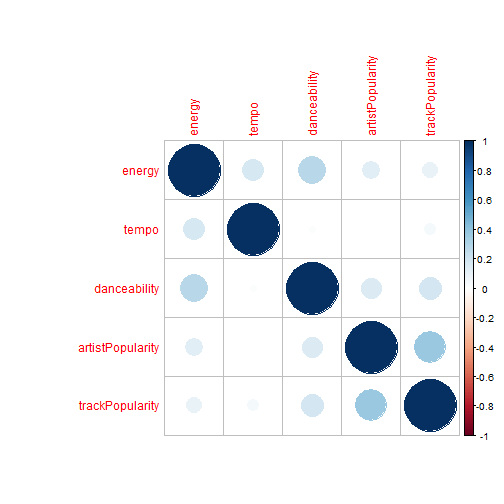 energy
tempo
danceability
artistPopularity
trackPopularity
energy
tempo
danceability
artistPopularity
trackPopularity
1
0.8
0.6
0.4
0.2
0
-0.2
-0.4
-0.6
-0.8
-1